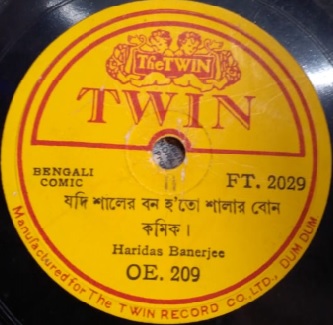 The TWIN
TWIN
BENGALI
COMIC
FT. 2029
যদি শালের বন হ'তো শালার বোন
কমিক।
Haridas Banerjee
OE. 209
Manufactured for The TWIN RECORD CO., LTD., DUM DUM